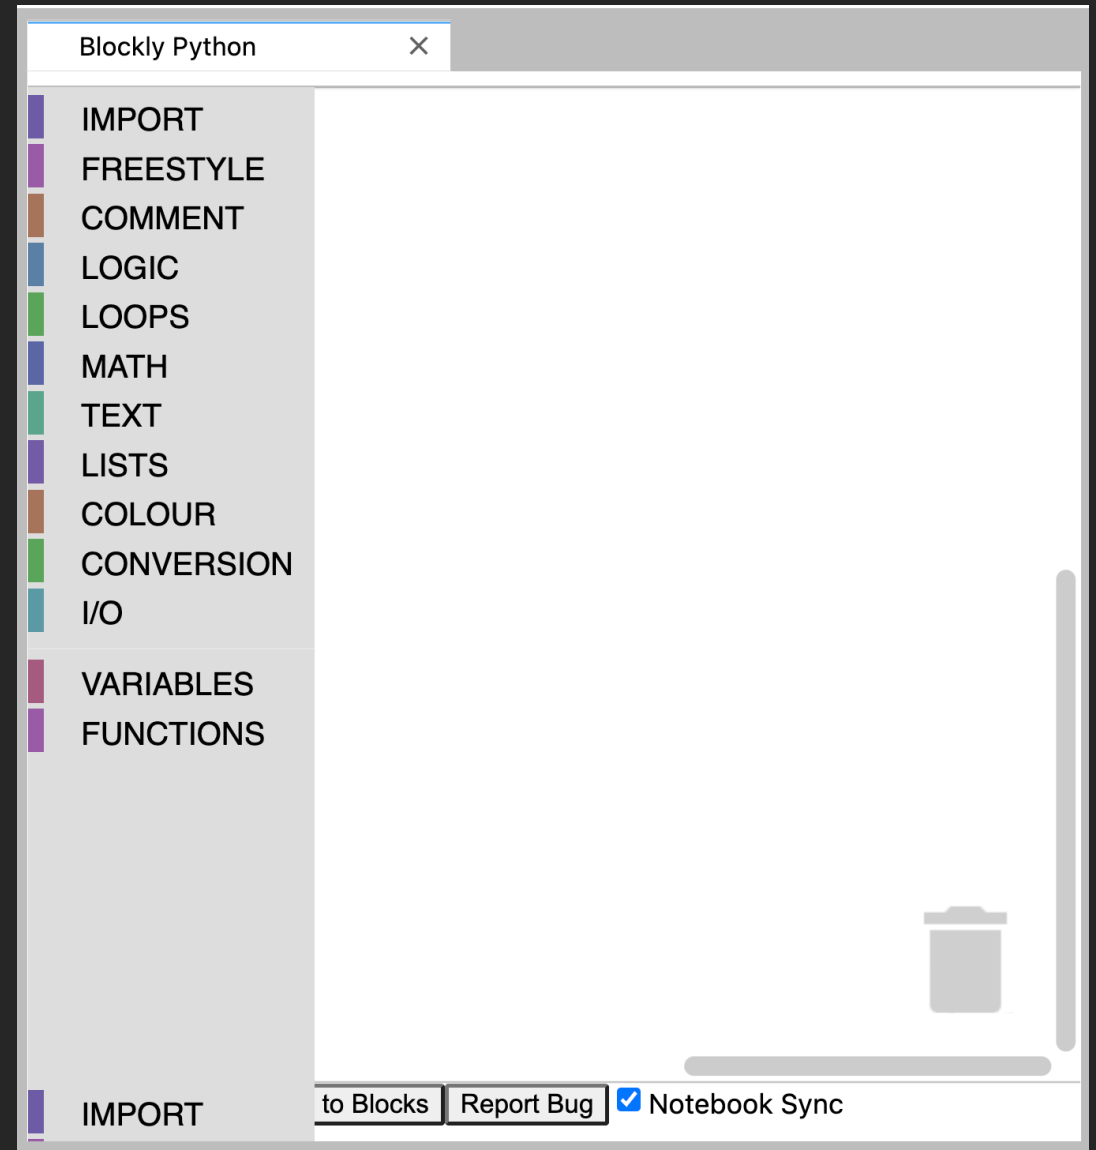 Blockly Python
IMPORT
FREESTYLE
COMMENT
LOGIC
LOOPS
MATH
TEXT
LISTS
COLOUR
CONVERSION
I/O
VARIABLES
FUNCTIONS
IMPORT
to Blocks
Report Bug
Notebook Sync